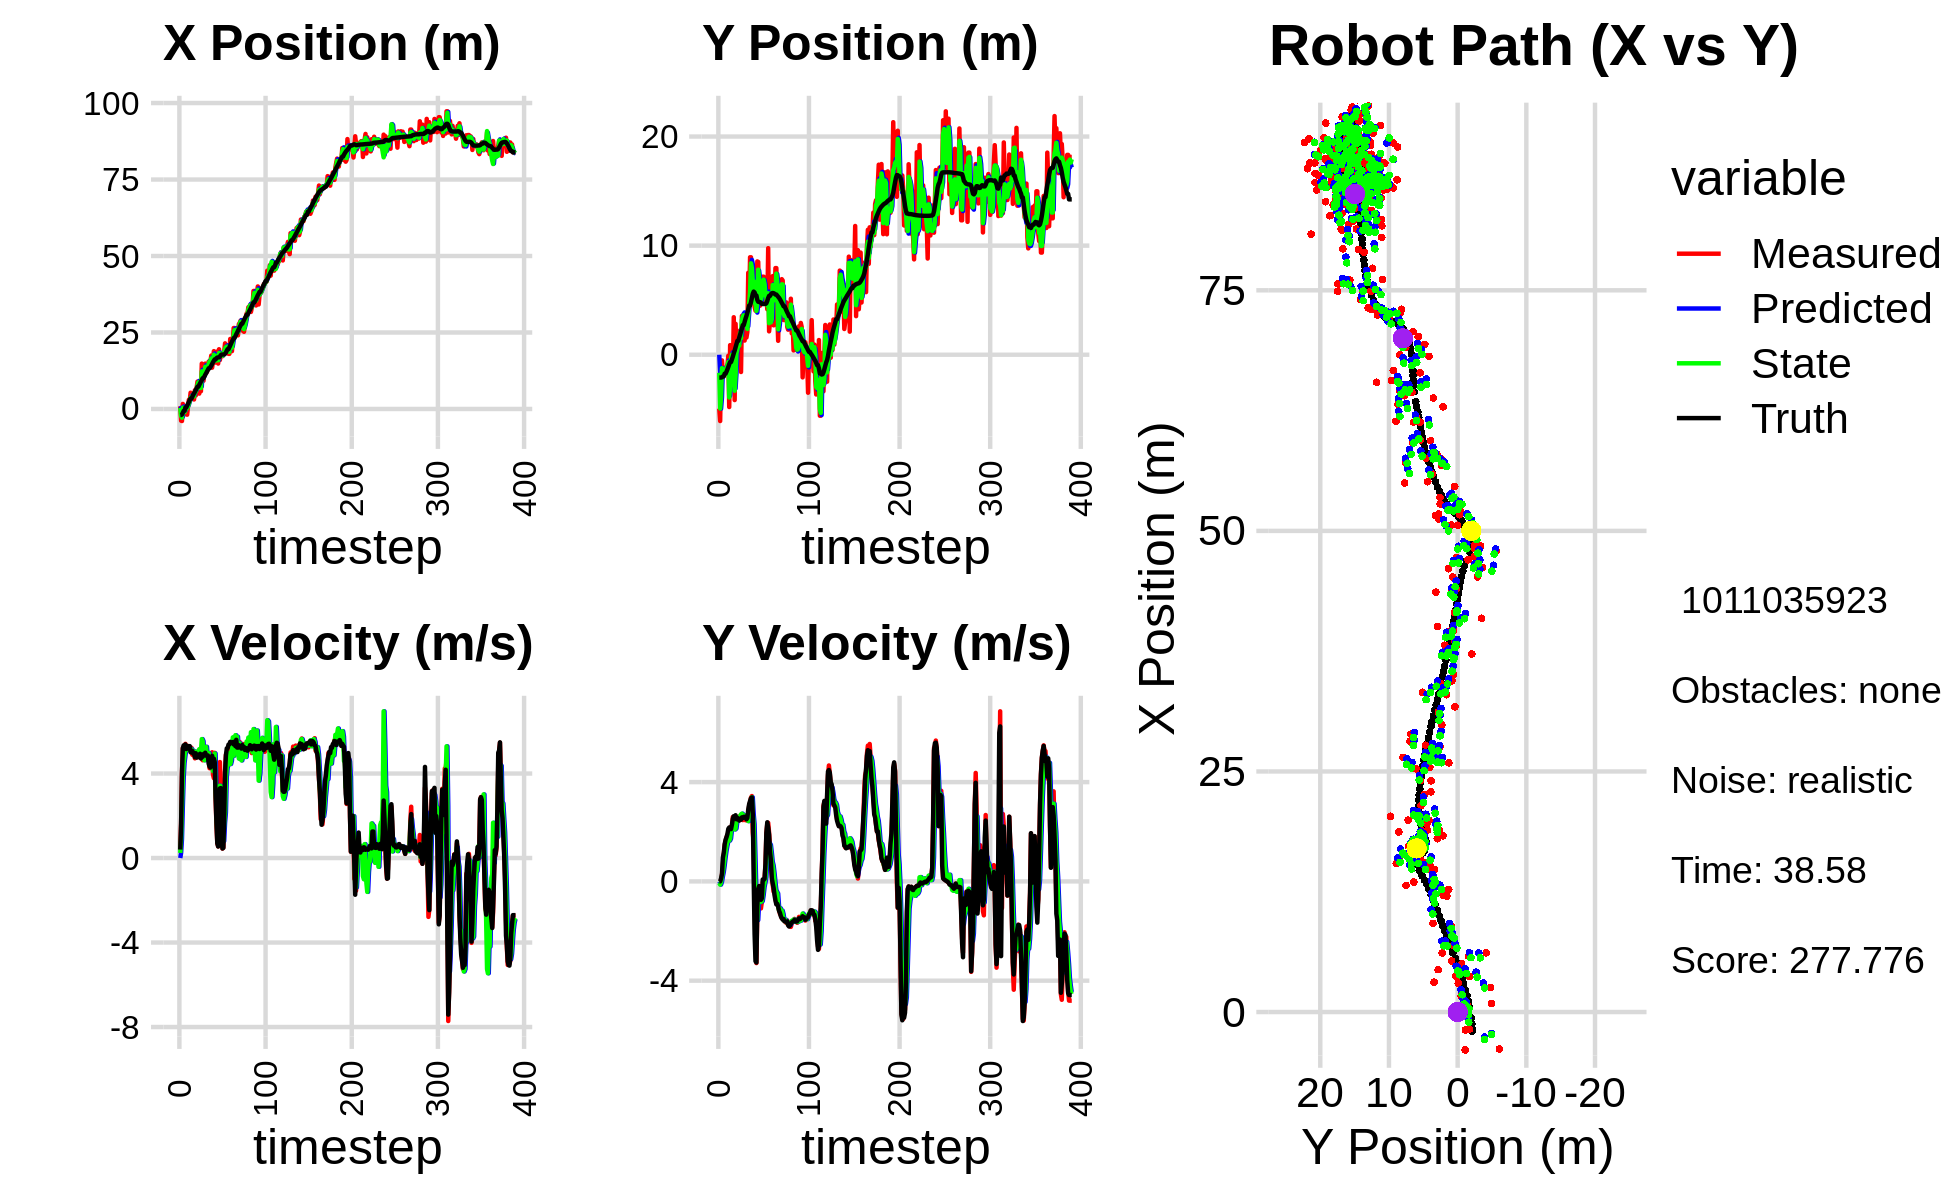 X Position (m)
100
75
50
25
0
0
100
200
300
400
timestep
Y Position (m)
20
10
0
0
100
200
300
400
timestep
X Velocity (m/s)
4
0
-4
-8
0
100
200
300
400
timestep
Y Velocity (m/s)
4
0
-4
0
100
200
300
400
timestep
Robot Path (X vs Y)
X Position (m)
75
50
25
0
20 10 0 -10 -20
Y Position (m)
variable
Measured
Predicted
State
Truth
1011035923
Obstacles: none
Noise: realistic
Time: 38.58
Score: 277.776